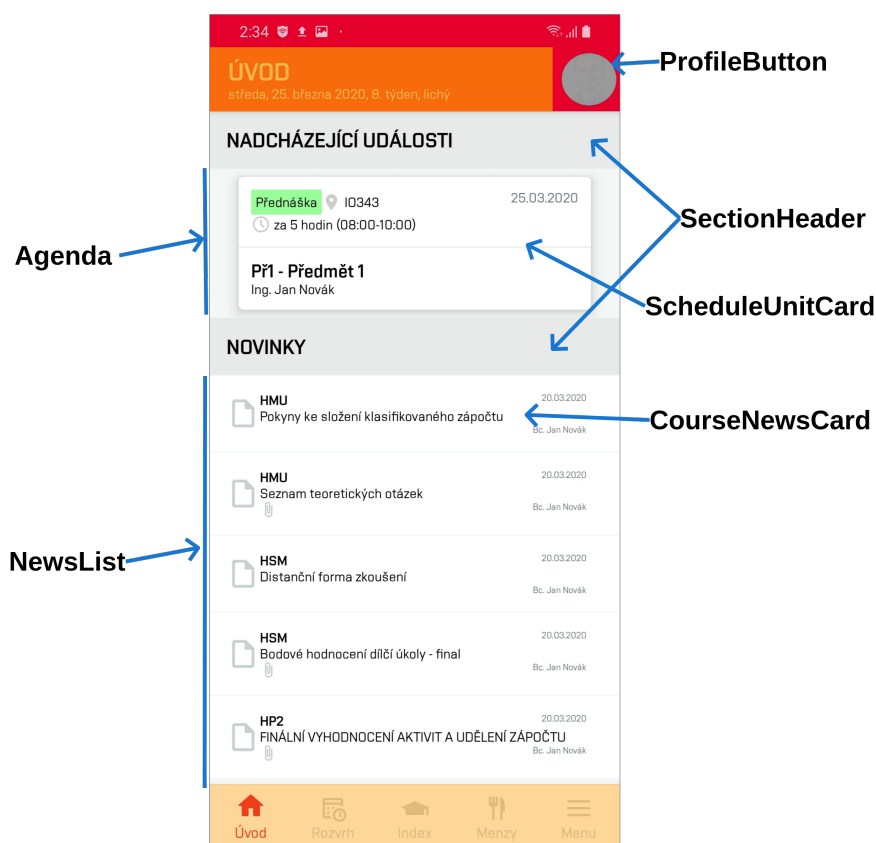 2:34
ÚVOD
středa, 25. března 2020, 8. týden, lichý
ProfileButton
NADCHÁZEJÍCÍ UDÁLOSTI
SectionHeader
Agenda
Přednáška IO343
25.03.2020
za 5 hodin (08:00-10:00)
Př1 - Předmět 1
Ing. Jan Novák
ScheduleUnitCard
NOVINKY
NewsList
HMU
20.03.2020
Pokyny ke složení klasifikovaného zápočtu
Bc. Jan Novák
CourseNewsCard
HMU
20.03.2020
Seznam teoretických otázek
Bc. Jan Novák
HSM
20.03.2020
Distanční forma zkoušení
Bc. Jan Novák
HSM
20.03.2020
Bodové hodnocení dílčí úkoly - final
Bc. Jan Novák
HP2
20.03.2020
FINÁLNÍ VYHODNOCENÍ AKTIVIT A UDĚLENÍ ZÁPOČTU
Bc. Jan Novák
Úvod Rozvrh Index Menzy Menu